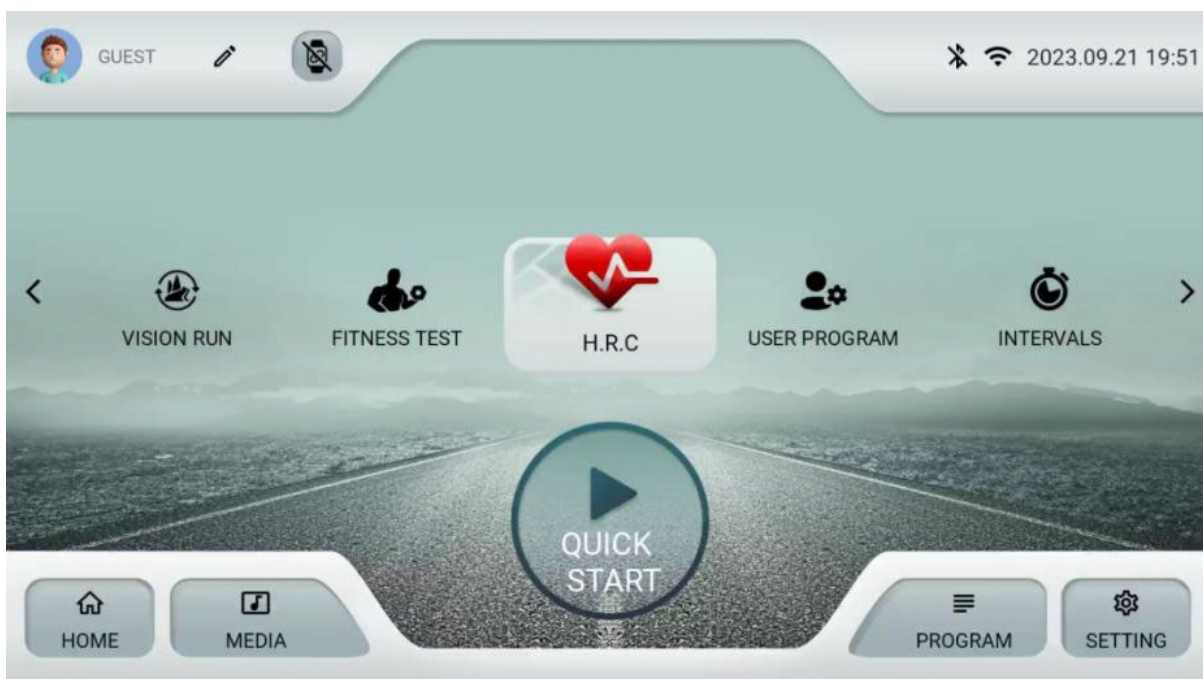 GUEST
2023.09.21 19:51
VISION RUN
FITNESS TEST
H.R.C
USER PROGRAM
INTERVALS
QUICK
START
HOME
MEDIA
PROGRAM
SETTING